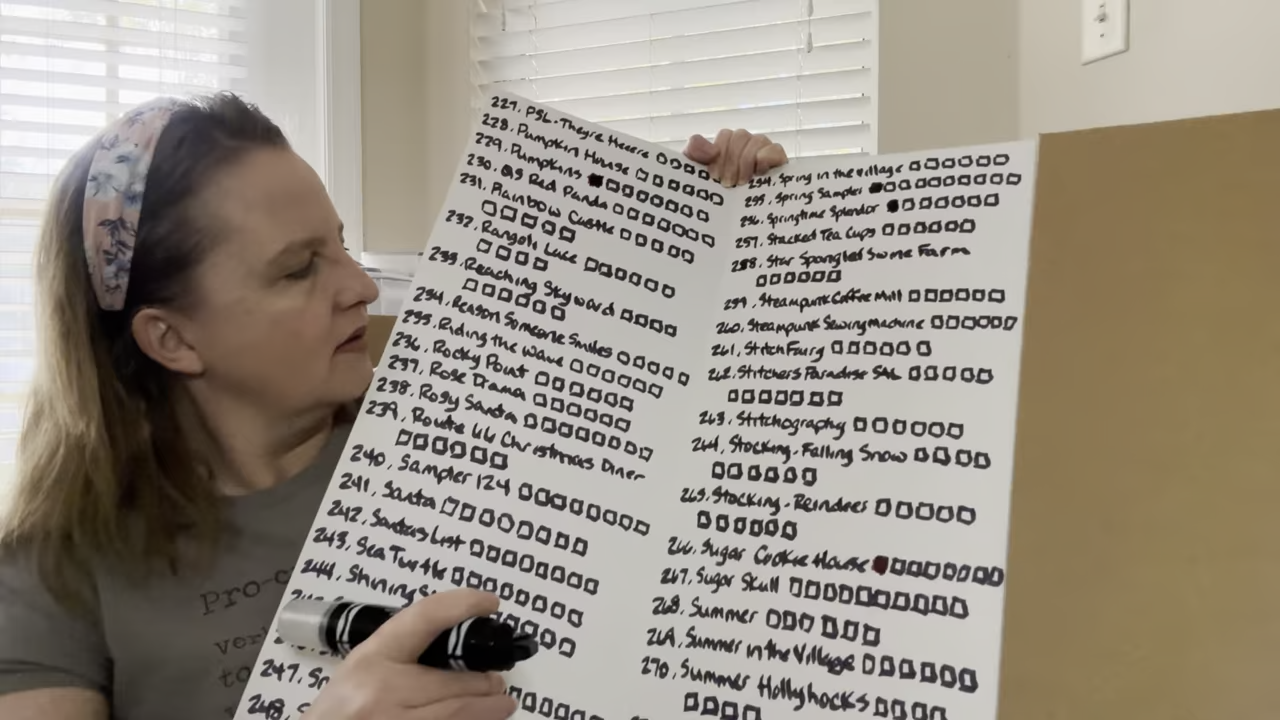 227. PSL-They're Heeere
228. Pumpkin House
229. Pumpkins
230. QS Red Panda
231. Rainbow Castle
232. Rangoli Luce
233. Reaching Skyward
234. Reason Someone Smiles
235. Riding the Wave
236. Rocky Point
237. Rose Drama
238. Rosy Santa
239. Route 66 Christmas Diner
240. Sampler 124
241. Santa
242. Santa's List
243. Sea Turtle
244. Shining
247.
248.
254. Spring in the Village
255. Spring Sampler
256. Springtime Splendor
257. Stacked Tea Cups
258. Star Spangled Swine Farm
259. Steampunk Coffee Mill
260. Steampunk Sewing Machine
261. Stitch Fairy
262. Stitchers Paradise SAL
263. Stitchography
264. Stocking-Falling Snow
265. Stocking-Reindeer
266. Sugar Cookie House
267. Sugar Skull
268. Summer
269. Summer in the Village
270. Summer Hollyhocks
pro-c
ver
to